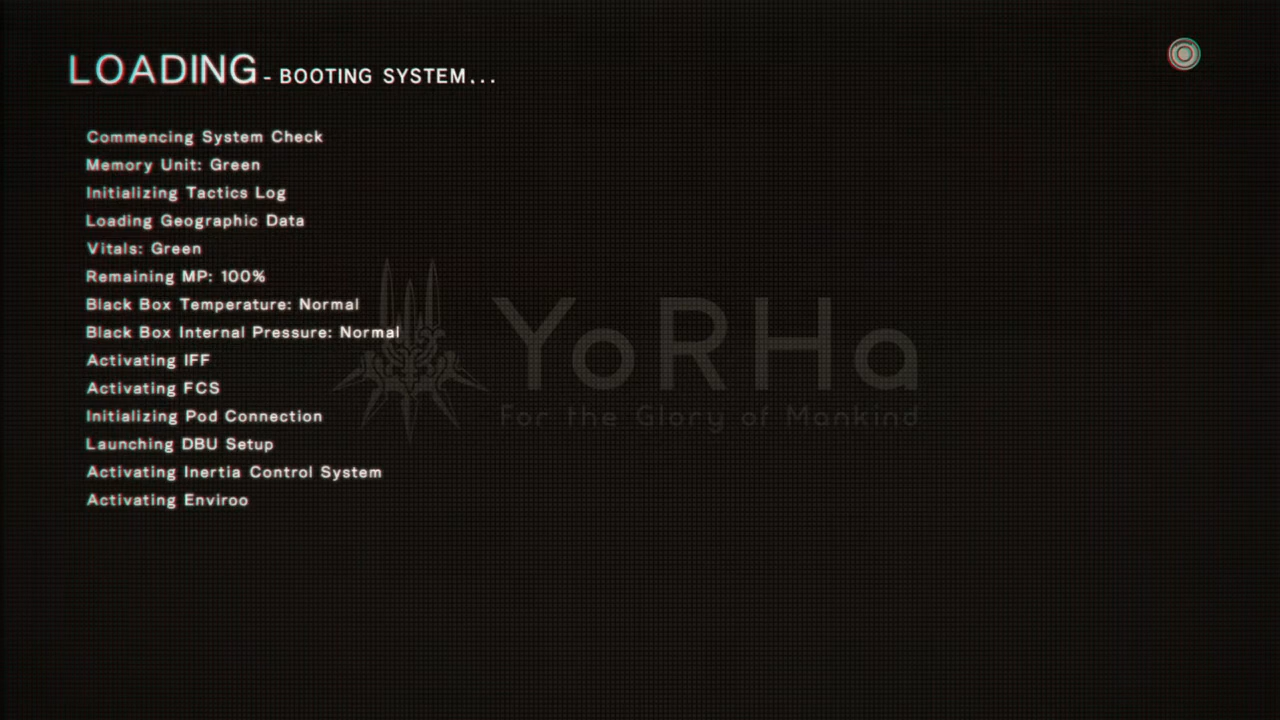 LOADING - BOOTING SYSTEM...
Commencing System Check
Memory Unit: Green
Initializing Tactics Log
Loading Geographic Data
Vitals: Green
Remaining MP: 100%
Black Box Temperature: Normal
Black Box Internal Pressure: Normal
Activating IFF
Activating FCS
Initializing Pod Connection
Launching DBU Setup
Activating Inertia Control System
Activating Enviroo
YoRHa
For the Glory of Mankind